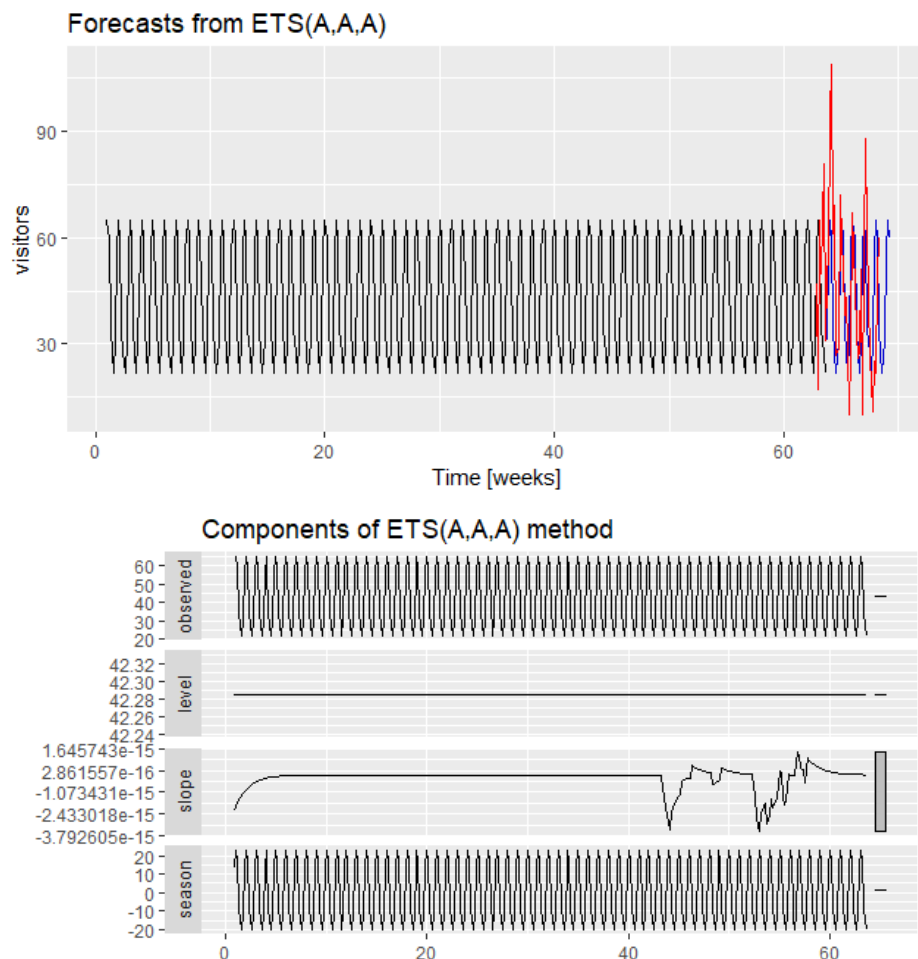 Forecasts from ETS(A,A,A)
90
60
30
visitors
0 20 40 60
Time [weeks]
Components of ETS(A,A,A) method
60
50
40
30
20
observed
42.32
42.30
42.28
42.26
42.24
level
1.645743e-15
2.861557e-16
-1.073431e-15
-2.433018e-15
-3.792605e-15
slope
20
10
0
-10
-20
season
0 20 40 60